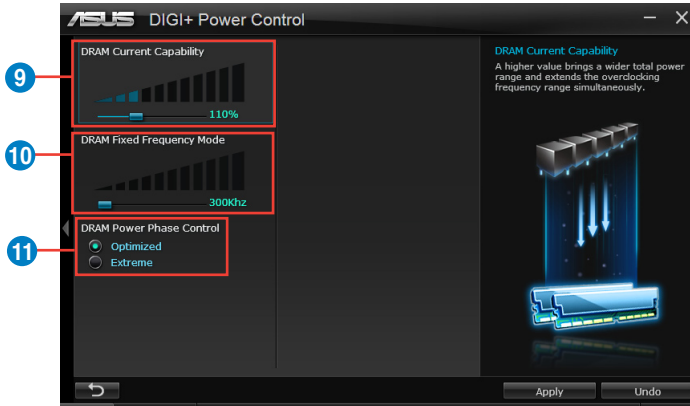 ASUS DIGI+ Power Control
DRAM Current Capability
110%
9
DRAM Fixed Frequency Mode
300Khz
10
DRAM Power Phase Control
Optimized
Extreme
11
DRAM Current Capability
A higher value brings a wider total power
range and extends the overclocking
frequency range simultaneously.
Apply
Undo